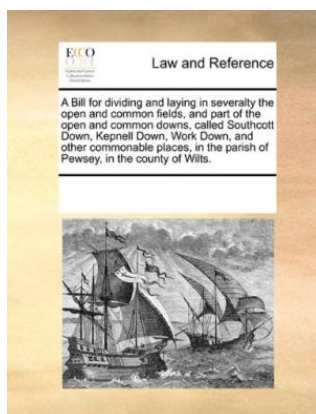 ECCO
Law and Reference
A Bill for dividing and laying in severalty the
open and common fields, and part of the
open and common downs, called Southcott
Down, Kepnell Down, Work Down, and
other commonable places, in the parish of
Pewsey, in the county of Wilts.